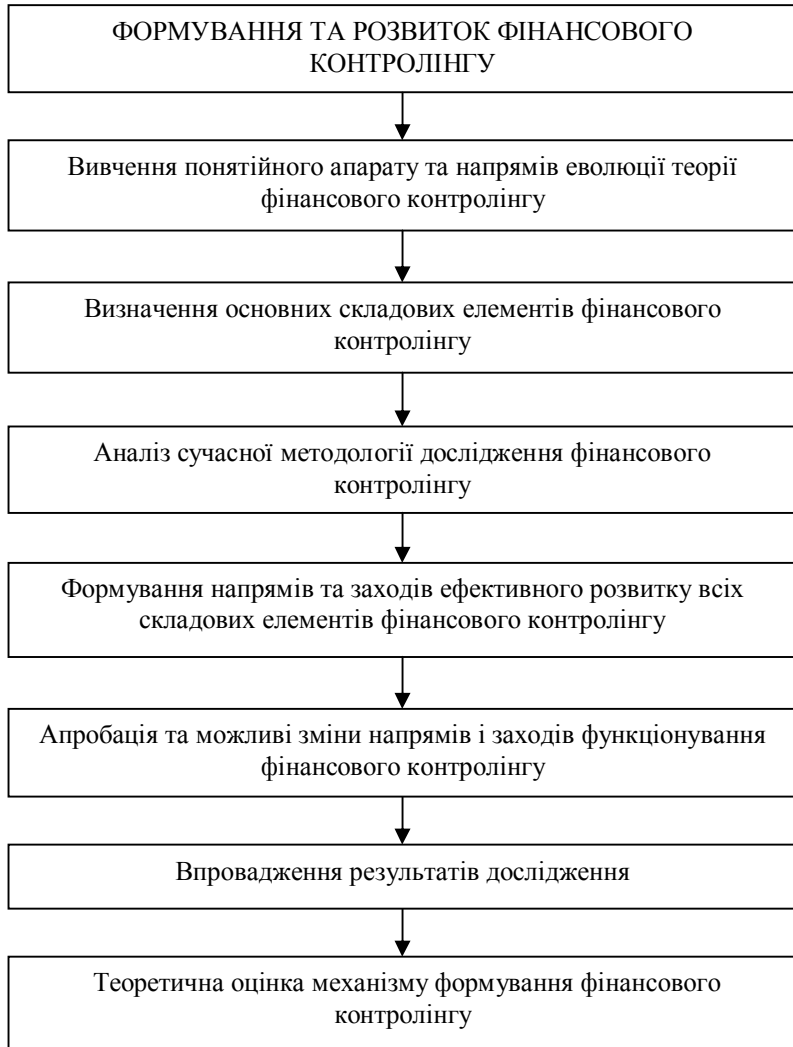 ФОРМУВАННЯ ТА РОЗВИТОК ФІНАНСОВОГО
КОНТРОЛІНГУ
Вивчення понятійного апарату та напрямів еволюції теорії
фінансового контролінгу
Визначення основних складових елементів фінансового
контролінгу
Аналіз сучасної методології дослідження фінансового
контролінгу
Формування напрямів та заходів ефективного розвитку всіх
складових елементів фінансового контролінгу
Апробація та можливі зміни напрямів і заходів функціонування
фінансового контролінгу
Впровадження результатів дослідження
Теоретична оцінка механізму формування фінансового
контролінгу